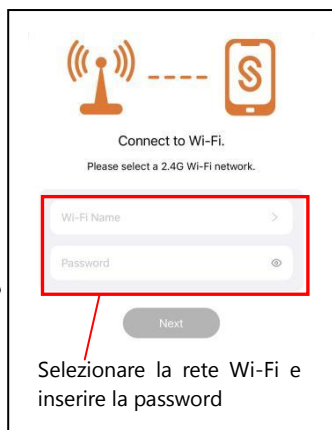 Connect to Wi-Fi.
Please select a 2.4G Wi-Fi network.
Wi-Fi Name
Password
Next
Selezionare la rete Wi-Fi e
inserire la password